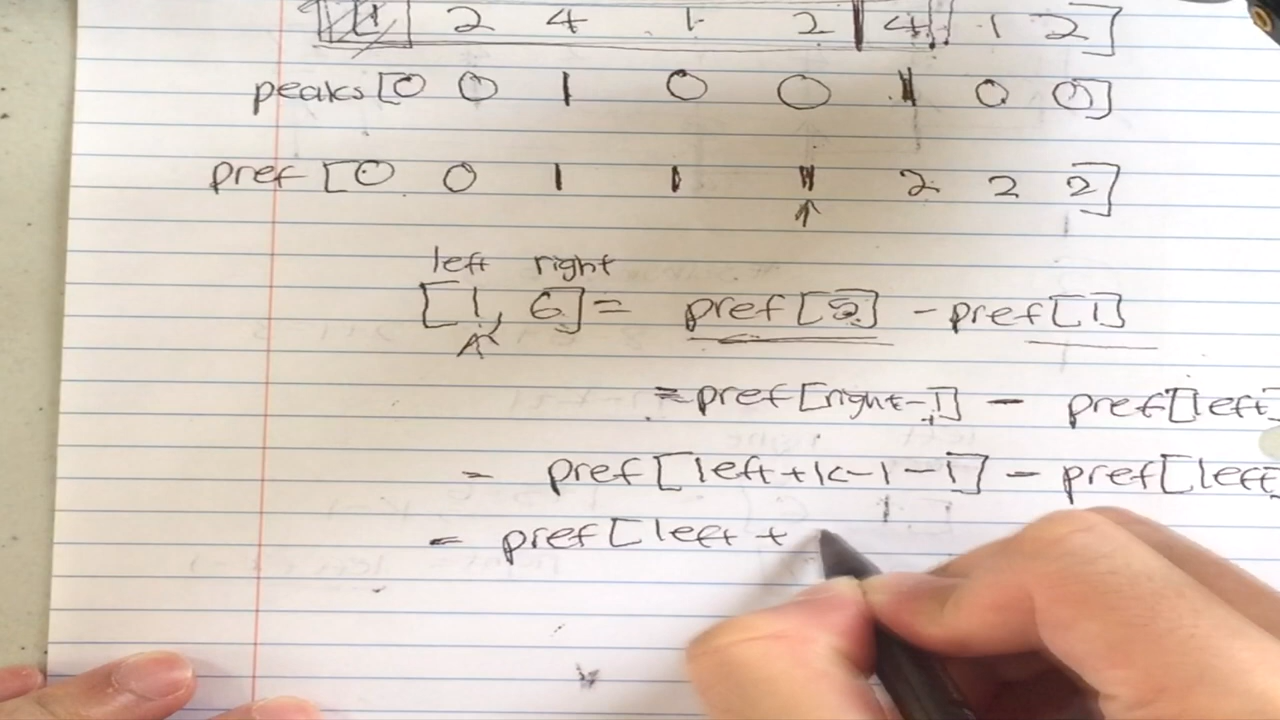 [1 2 4 1 2 4 1 2]
peaks [0 0 1 0 0 1 0 0]
pref [0 0 1 1 1 2 2 2]
left right
[1, 6] = pref[5] - pref[1]
= pref[right-1] - pref[left]
= pref[left+k-1-1] - pref[left]
= pref[left +